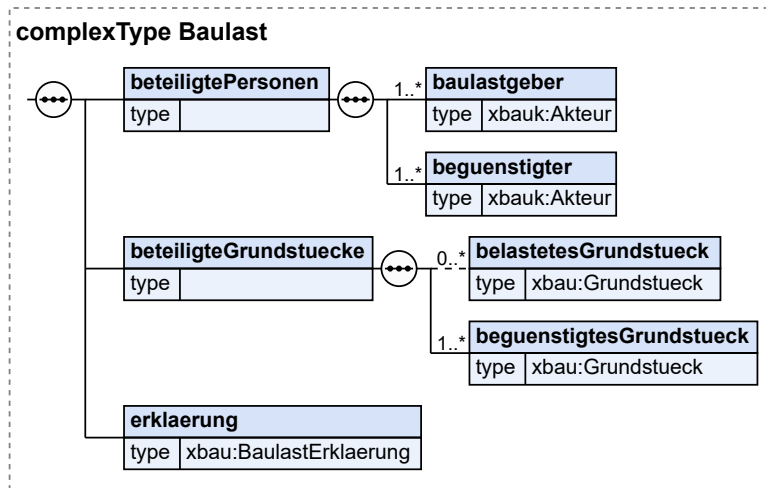 complexType Baulast
beteiligtePersonen
type
1..*
baulastgeber
type xbauk:Akteur
1..*
beguenstigter
type xbauk:Akteur
beteiligteGrundstuecke
type
0..*
belastetesGrundstueck
type xbau:Grundstueck
1..*
beguenstigtesGrundstueck
type xbau:Grundstueck
erklaerung
type xbau:BaulastErklaerung